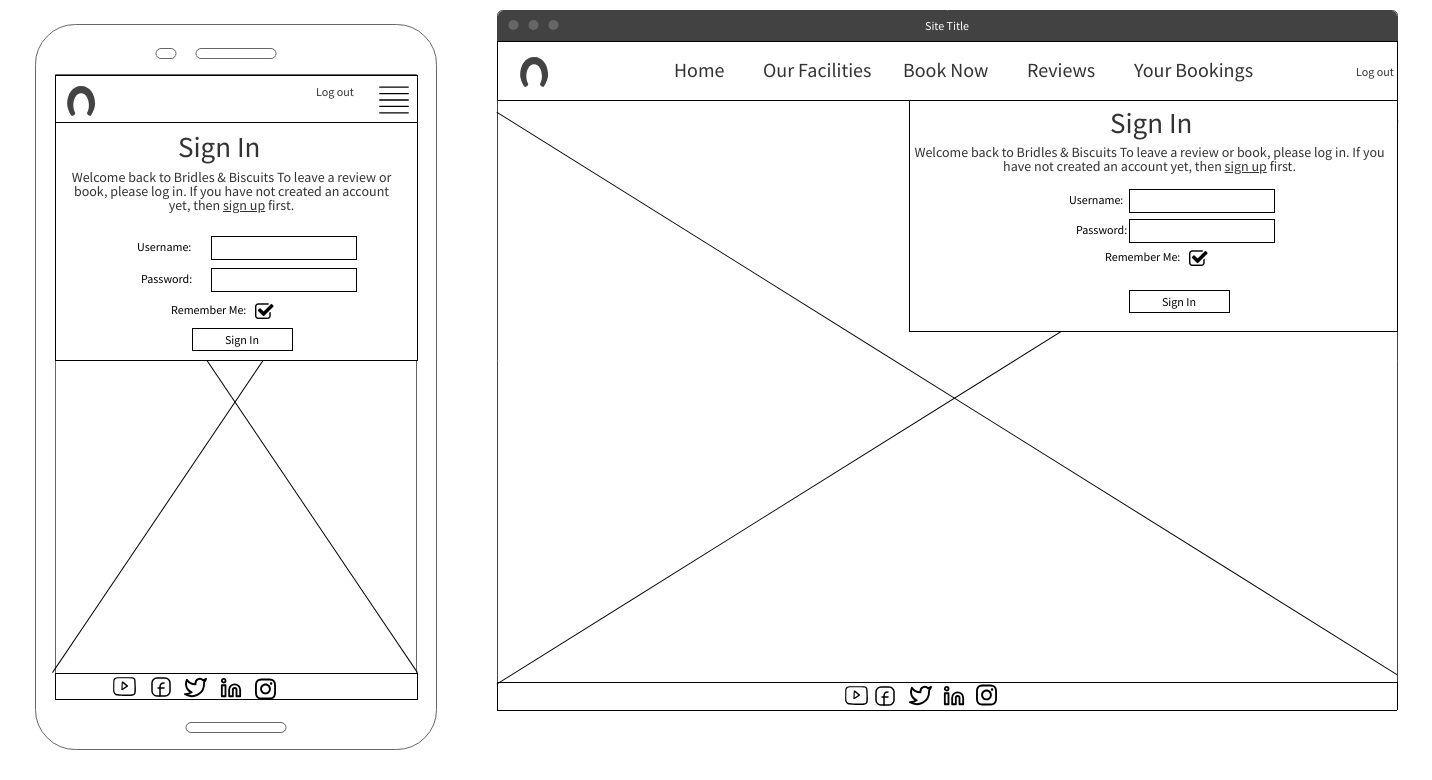 Log out
Sign In
Welcome back to Bridles & Biscuits To leave a review or
book, please log in. If you have not created an account
yet, then sign up first.
Username:
Password:
Remember Me:
Sign In
Site Title
Home Our Facilities Book Now Reviews Your Bookings Log out
Sign In
Welcome back to Bridles & Biscuits To leave a review or book, please log in. If you
have not created an account yet, then sign up first.
Username:
Password:
Remember Me:
Sign In